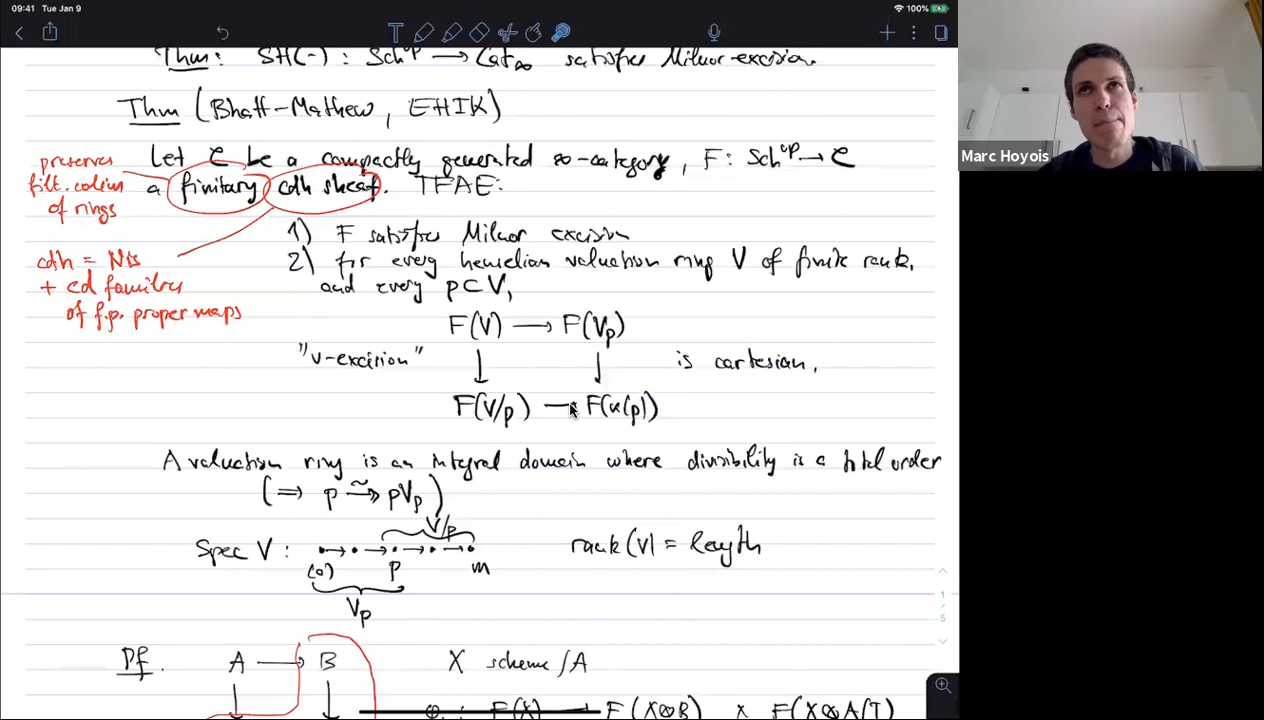 09:41 Tue Jan 9
100%
Thm: SH(-): Sch^op → Cat_∞ satisfies Milnor excision.
Thm (Bhatt-Mathew, EHIK)
Let C be a compactly generated ∞-category, F: Sch^op → C
a finitary cdh sheaf. TFAE:
preserves
filt. colim
of rings
cdh = Nis
+ cd families
of f.p. proper maps
1) F satisfies Milnor excision
2) for every henselian valuation ring V of finite rank,
and every p ⊂ V,
F(V) → F(V_p)
"v-excision" ↓ ↓ is cartesian.
F(V/p) → F(κ(p))
A valuation ring is an integral domain where divisibility is a total order
(⇒ p ⥲ pV_p)
V/p
Spec V: • → • → • → • → • rank(V) = length
(0) p m
V_p
Pf. A → B X scheme /A
↓ ↓
F(X) → F(X⊗B) × F(X⊗A/I)
Marc Hoyois
1
/
5